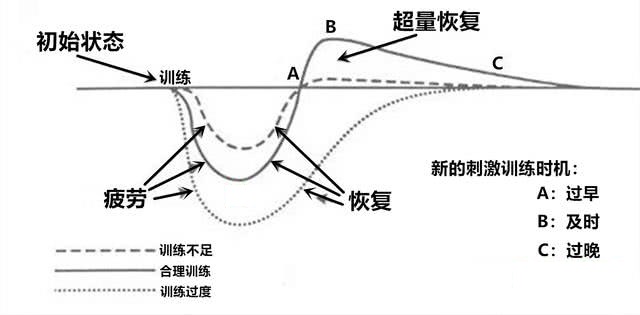 B
超量恢复
初始状态
训练
A
C
新的刺激训练时机:
A:过早
疲劳
恢复
B:及时
C:过晚
训练不足
合理训练
训练过度